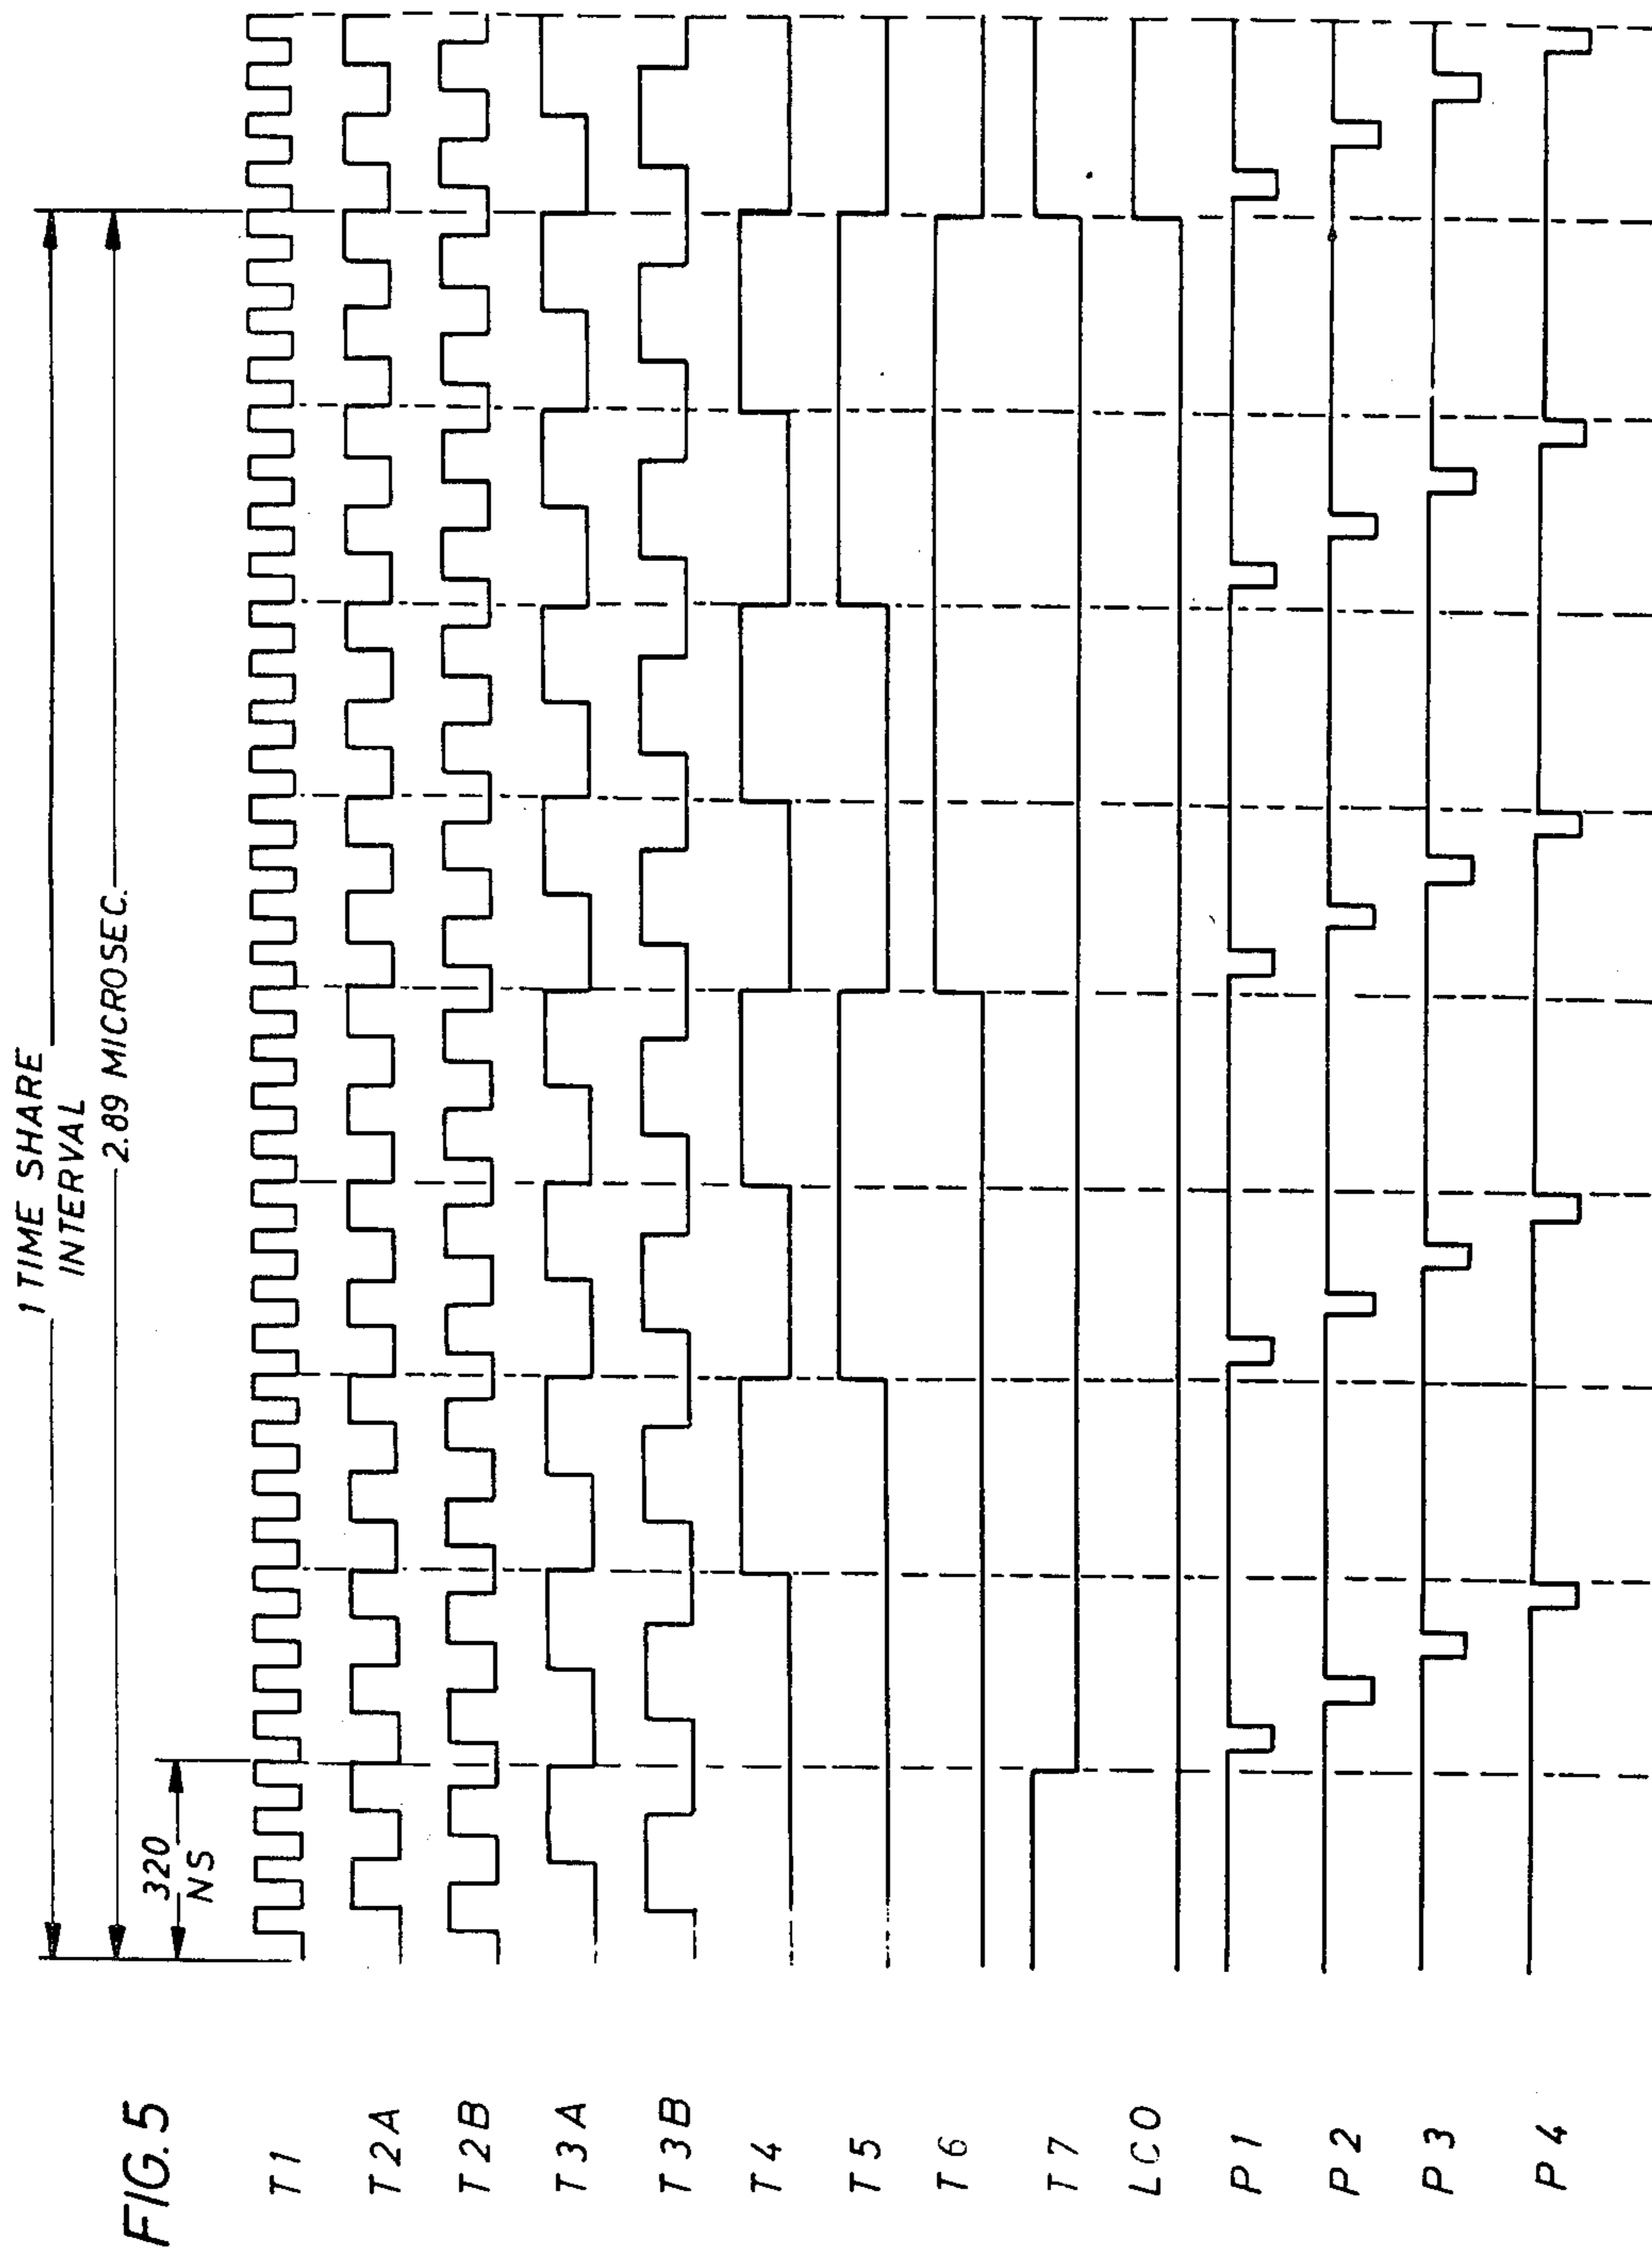 FIG. 5
1 TIME SHARE
INTERVAL
2.89 MICROSEC.
320
NS
T1
T2A
T2B
T3A
T3B
T4
T5
T6
T7
LCO
P1
P2
P3
P4